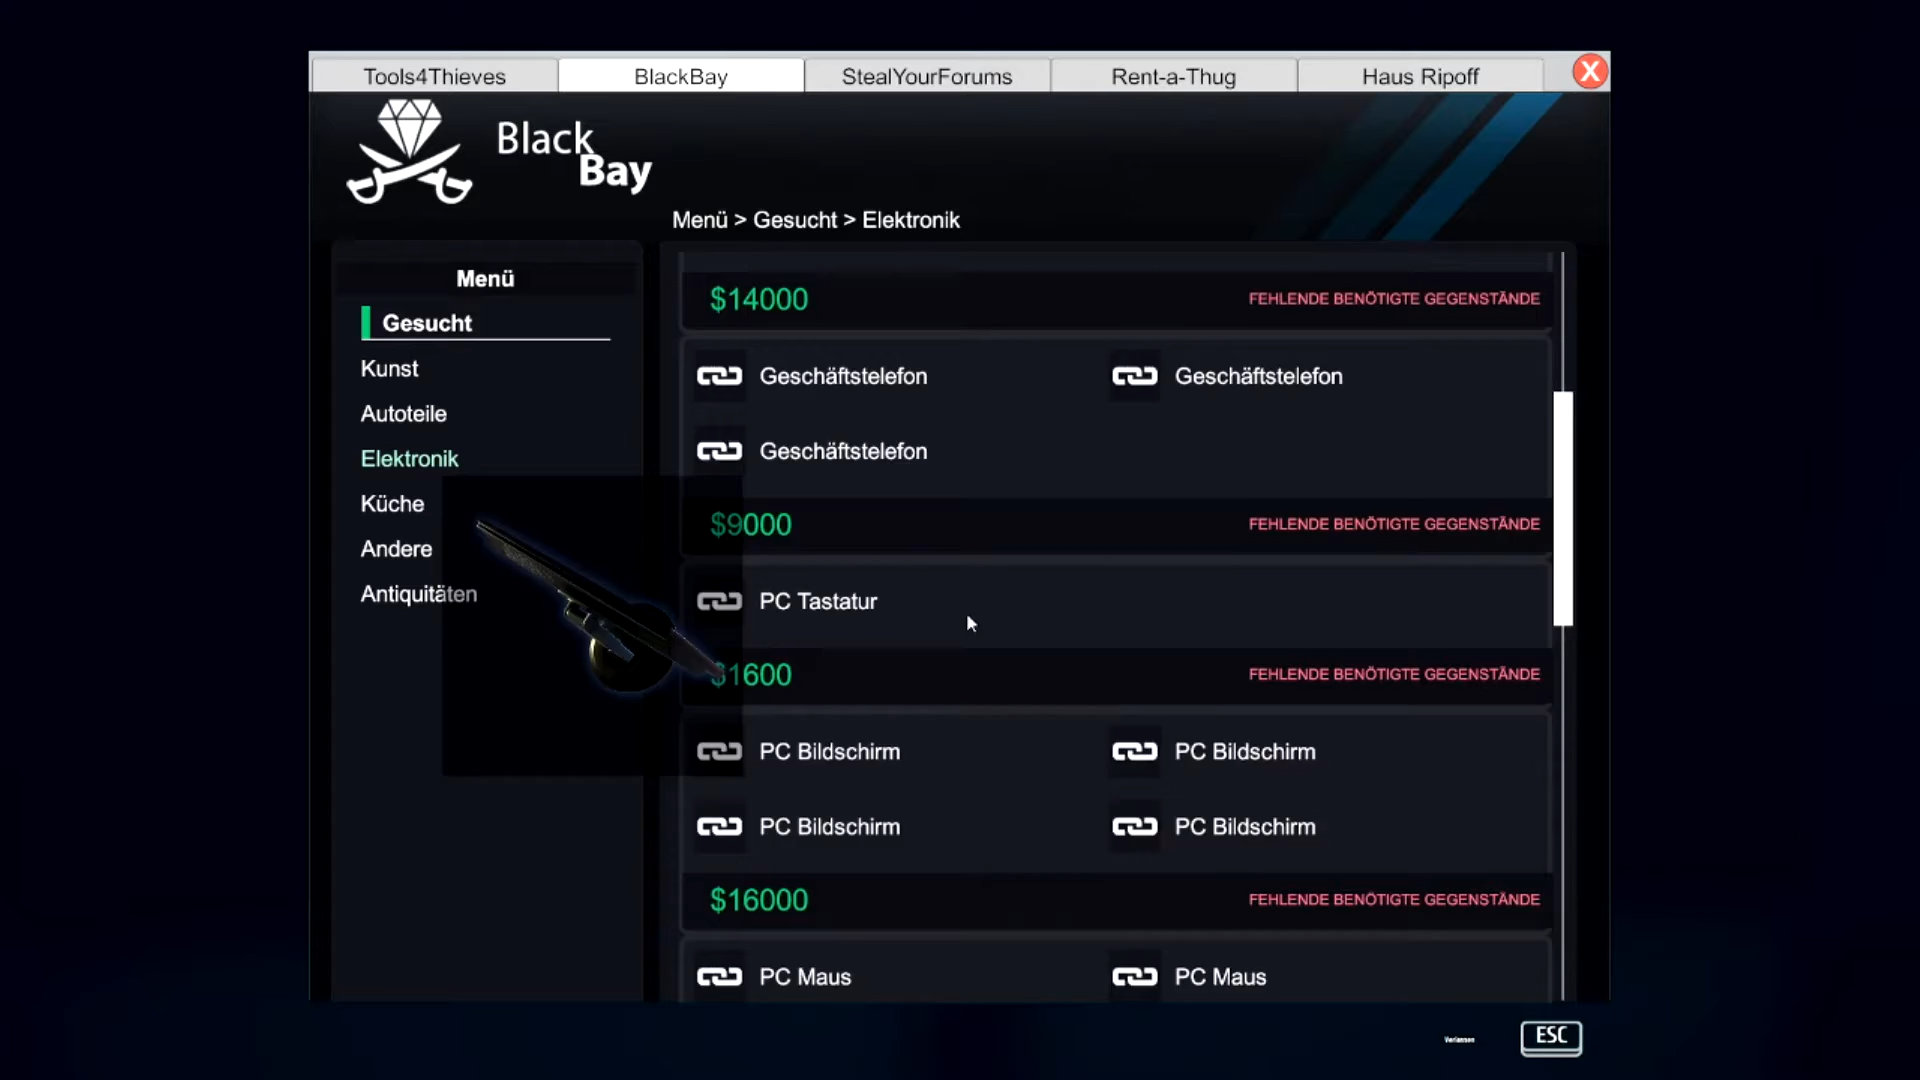 Tools4Thieves
BlackBay
StealYourForums
Rent-a-Thug
Haus Ripoff
X
Black
Bay
Menü > Gesucht > Elektronik
Menü
Gesucht
Kunst
Autoteile
Elektronik
Küche
Andere
Antiquitäten
$14000 FEHLENDE BENÖTIGTE GEGENSTÄNDE
Geschäftstelefon Geschäftstelefon
Geschäftstelefon
$9000 FEHLENDE BENÖTIGTE GEGENSTÄNDE
PC Tastatur
$1600 FEHLENDE BENÖTIGTE GEGENSTÄNDE
PC Bildschirm PC Bildschirm
PC Bildschirm PC Bildschirm
$16000 FEHLENDE BENÖTIGTE GEGENSTÄNDE
PC Maus PC Maus
Verlassen ESC